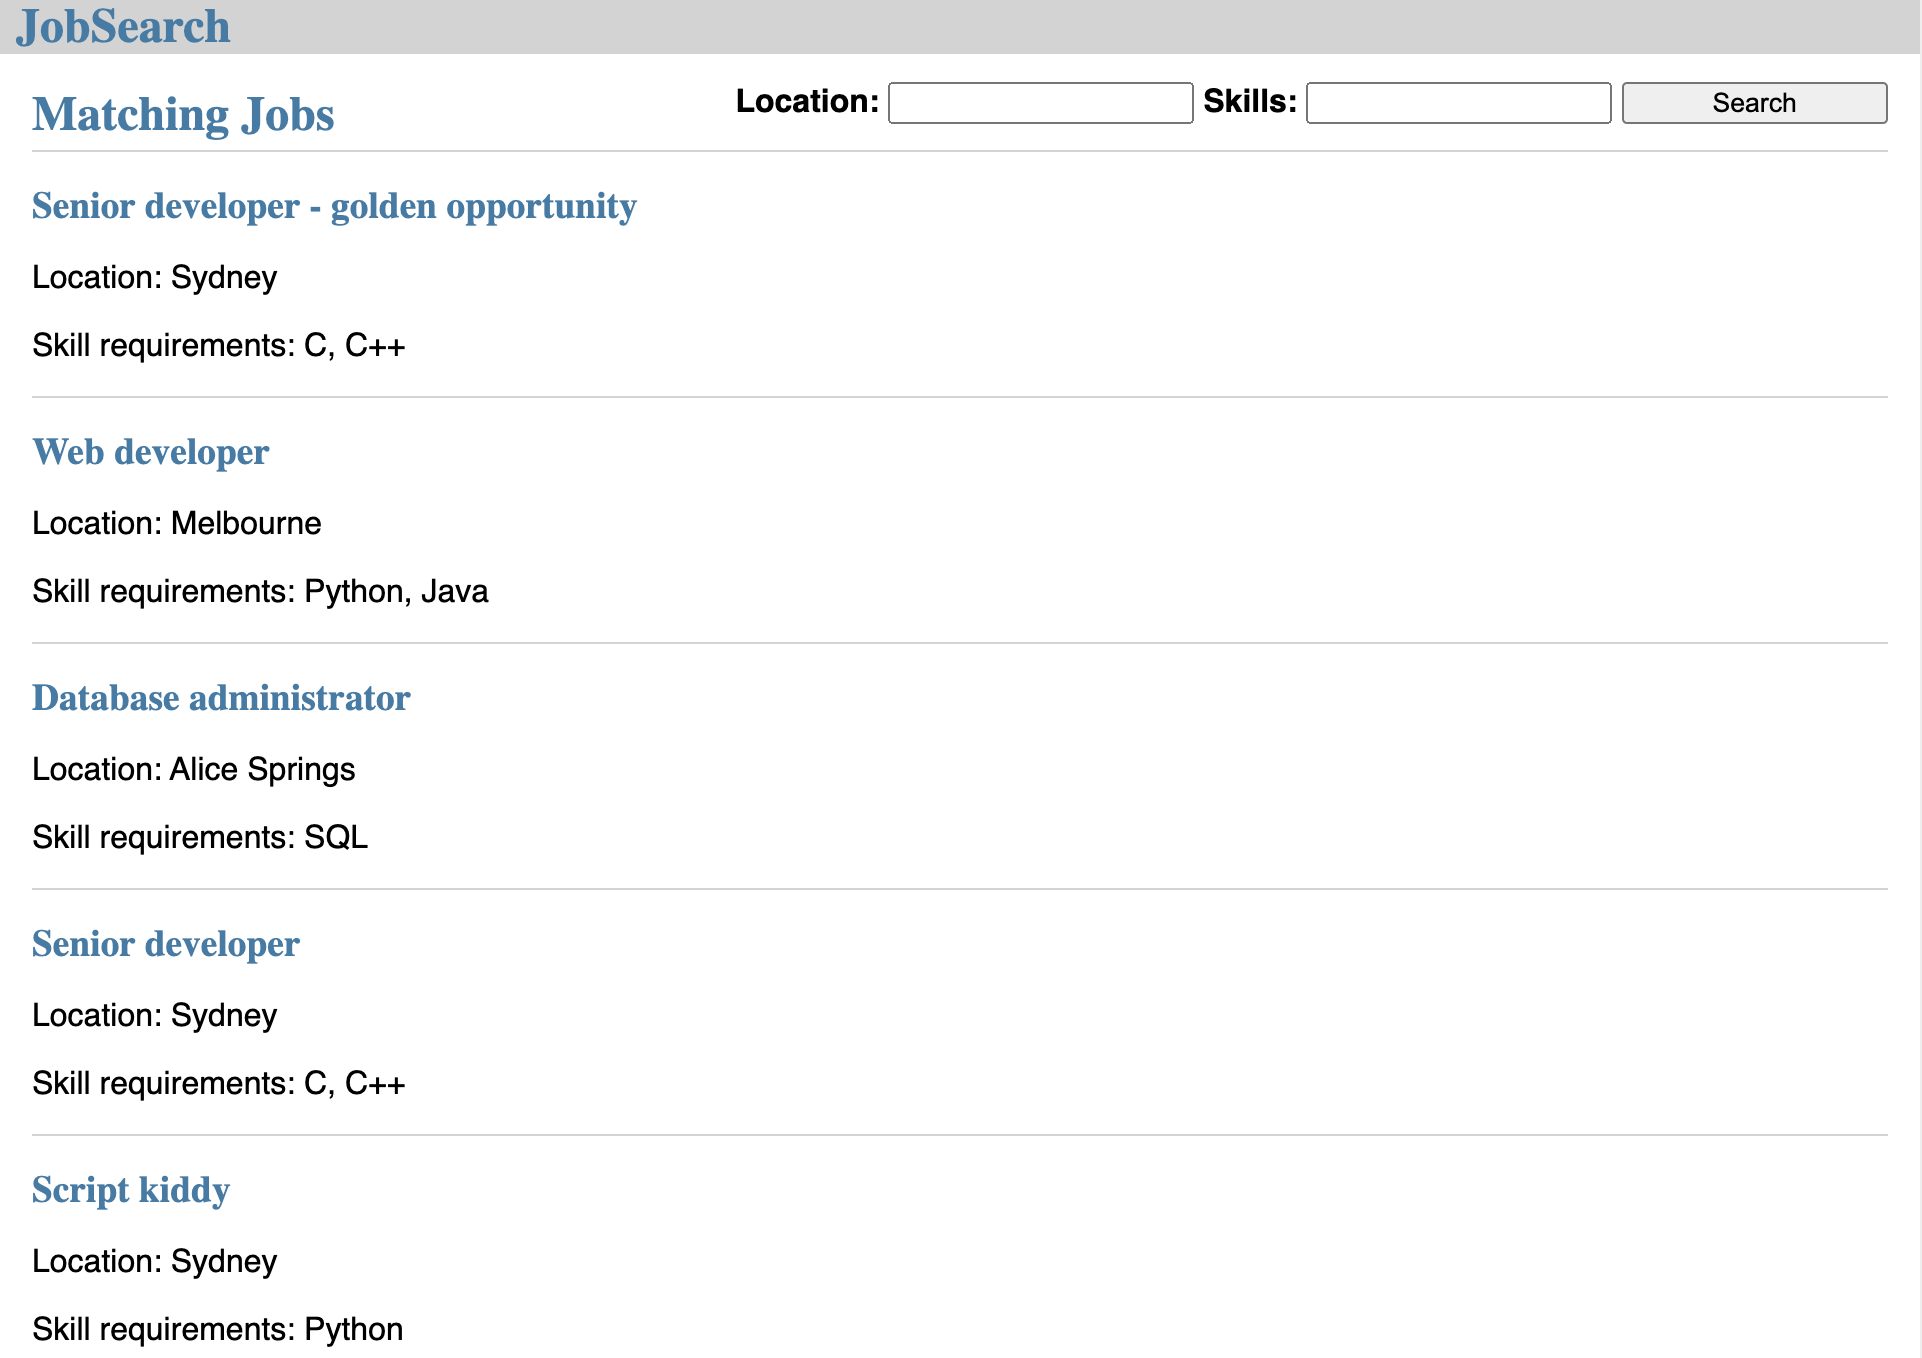 JobSearch
Matching Jobs
Location: Skills: Search
Senior developer - golden opportunity
Location: Sydney
Skill requirements: C, C++
Web developer
Location: Melbourne
Skill requirements: Python, Java
Database administrator
Location: Alice Springs
Skill requirements: SQL
Senior developer
Location: Sydney
Skill requirements: C, C++
Script kiddy
Location: Sydney
Skill requirements: Python